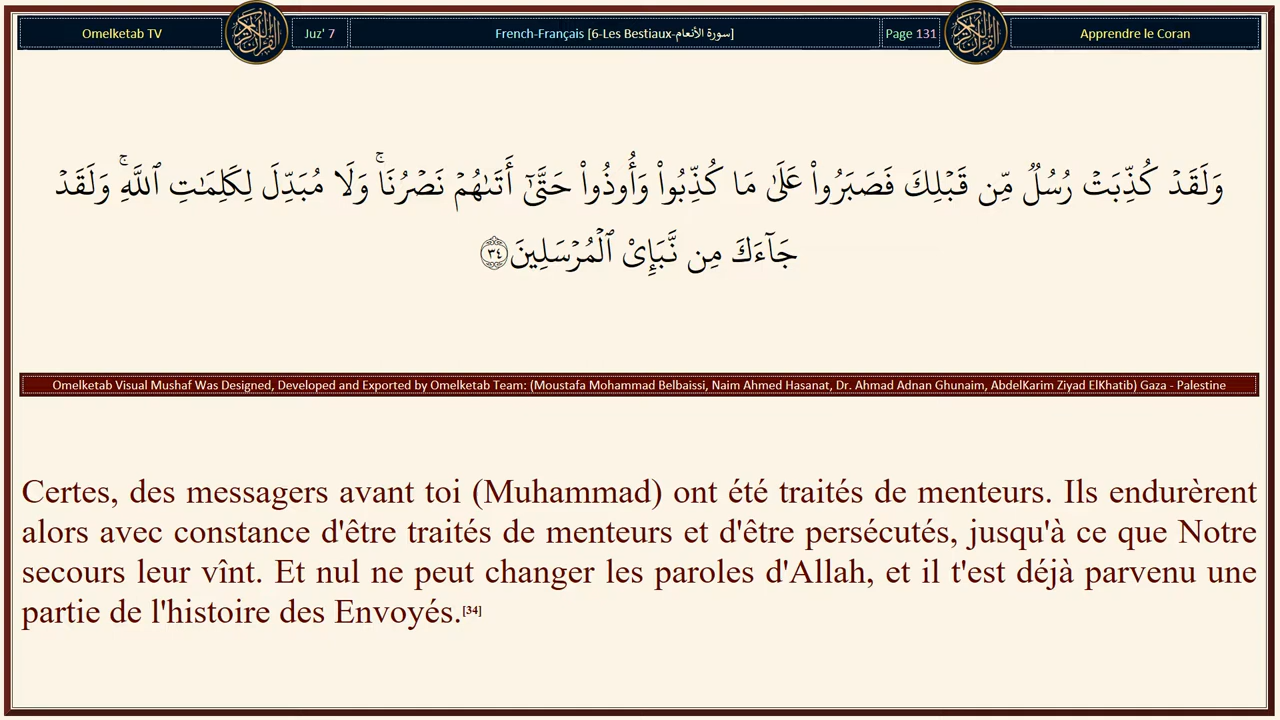 Omelketab TV
Juz' 7
French-Français [6-Les Bestiaux-سورة الأنعام]
Page 131
Apprendre le Coran
وَلَقَدْ كُذِّبَتْ رُسُلٌ مِّن قَبْلِكَ فَصَبَرُوا۟ عَلَىٰ مَا كُذِّبُوا۟ وَأُوذُوا۟ حَتَّىٰٓ أَتَىٰهُمْ نَصْرُنَا ۚ وَلَا مُبَدِّلَ لِكَلِمَـٰتِ ٱللَّهِ ۚ وَلَقَدْ
جَآءَكَ مِن نَّبَإِى۟ ٱلْمُرْسَلِينَ ٣٤
Omelketab Visual Mushaf Was Designed, Developed and Exported by Omelketab Team: (Moustafa Mohammad Belbaissi, Naim Ahmed Hasanat, Dr. Ahmad Adnan Ghunaim, AbdelKarim Ziyad ElKhatib) Gaza - Palestine
Certes, des messagers avant toi (Muhammad) ont été traités de menteurs. Ils endurèrent
alors avec constance d'être traités de menteurs et d'être persécutés, jusqu'à ce que Notre
secours leur vînt. Et nul ne peut changer les paroles d'Allah, et il t'est déjà parvenu une
partie de l'histoire des Envoyés.[34]